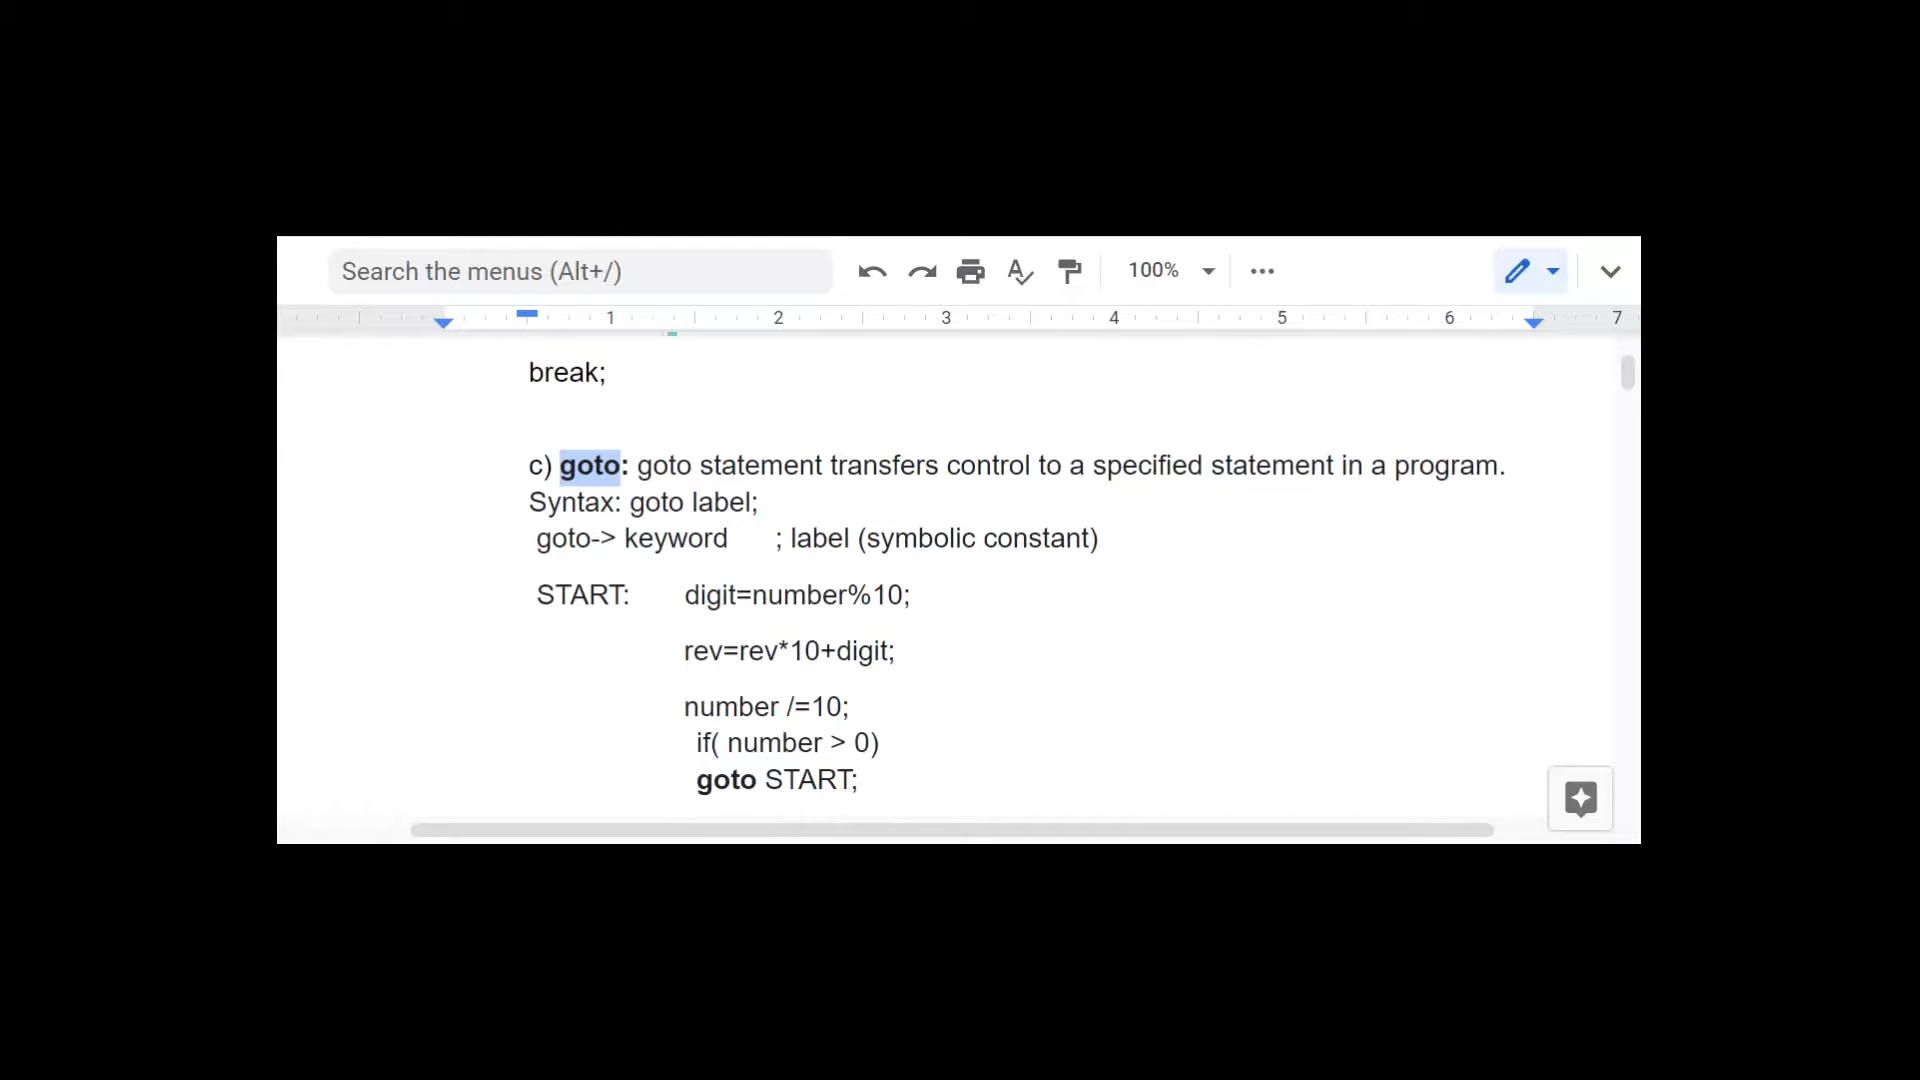 Search the menus (Alt+/) 100%
1 2 3 4 5 6 7
break;
c) goto: goto statement transfers control to a specified statement in a program.
Syntax: goto label;
goto-> keyword ; label (symbolic constant)
START: digit=number%10;
rev=rev*10+digit;
number /=10;
if( number > 0)
goto START;